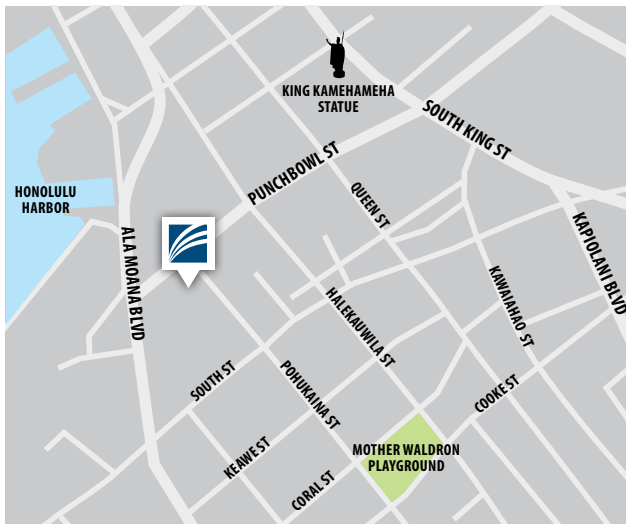 KING KAMEHAMEHA
STATUE
SOUTH KING ST
PUNCHBOWL ST
HONOLULU
HARBOR
QUEEN ST
KAPIOLANI BLVD
ALA MOANA BLVD
KAWAIAHAO ST
HALEKAUWILA ST
SOUTH ST
POHUKAINA ST
COOKE ST
KEAWE ST
MOTHER WALDRON
PLAYGROUND
CORAL ST